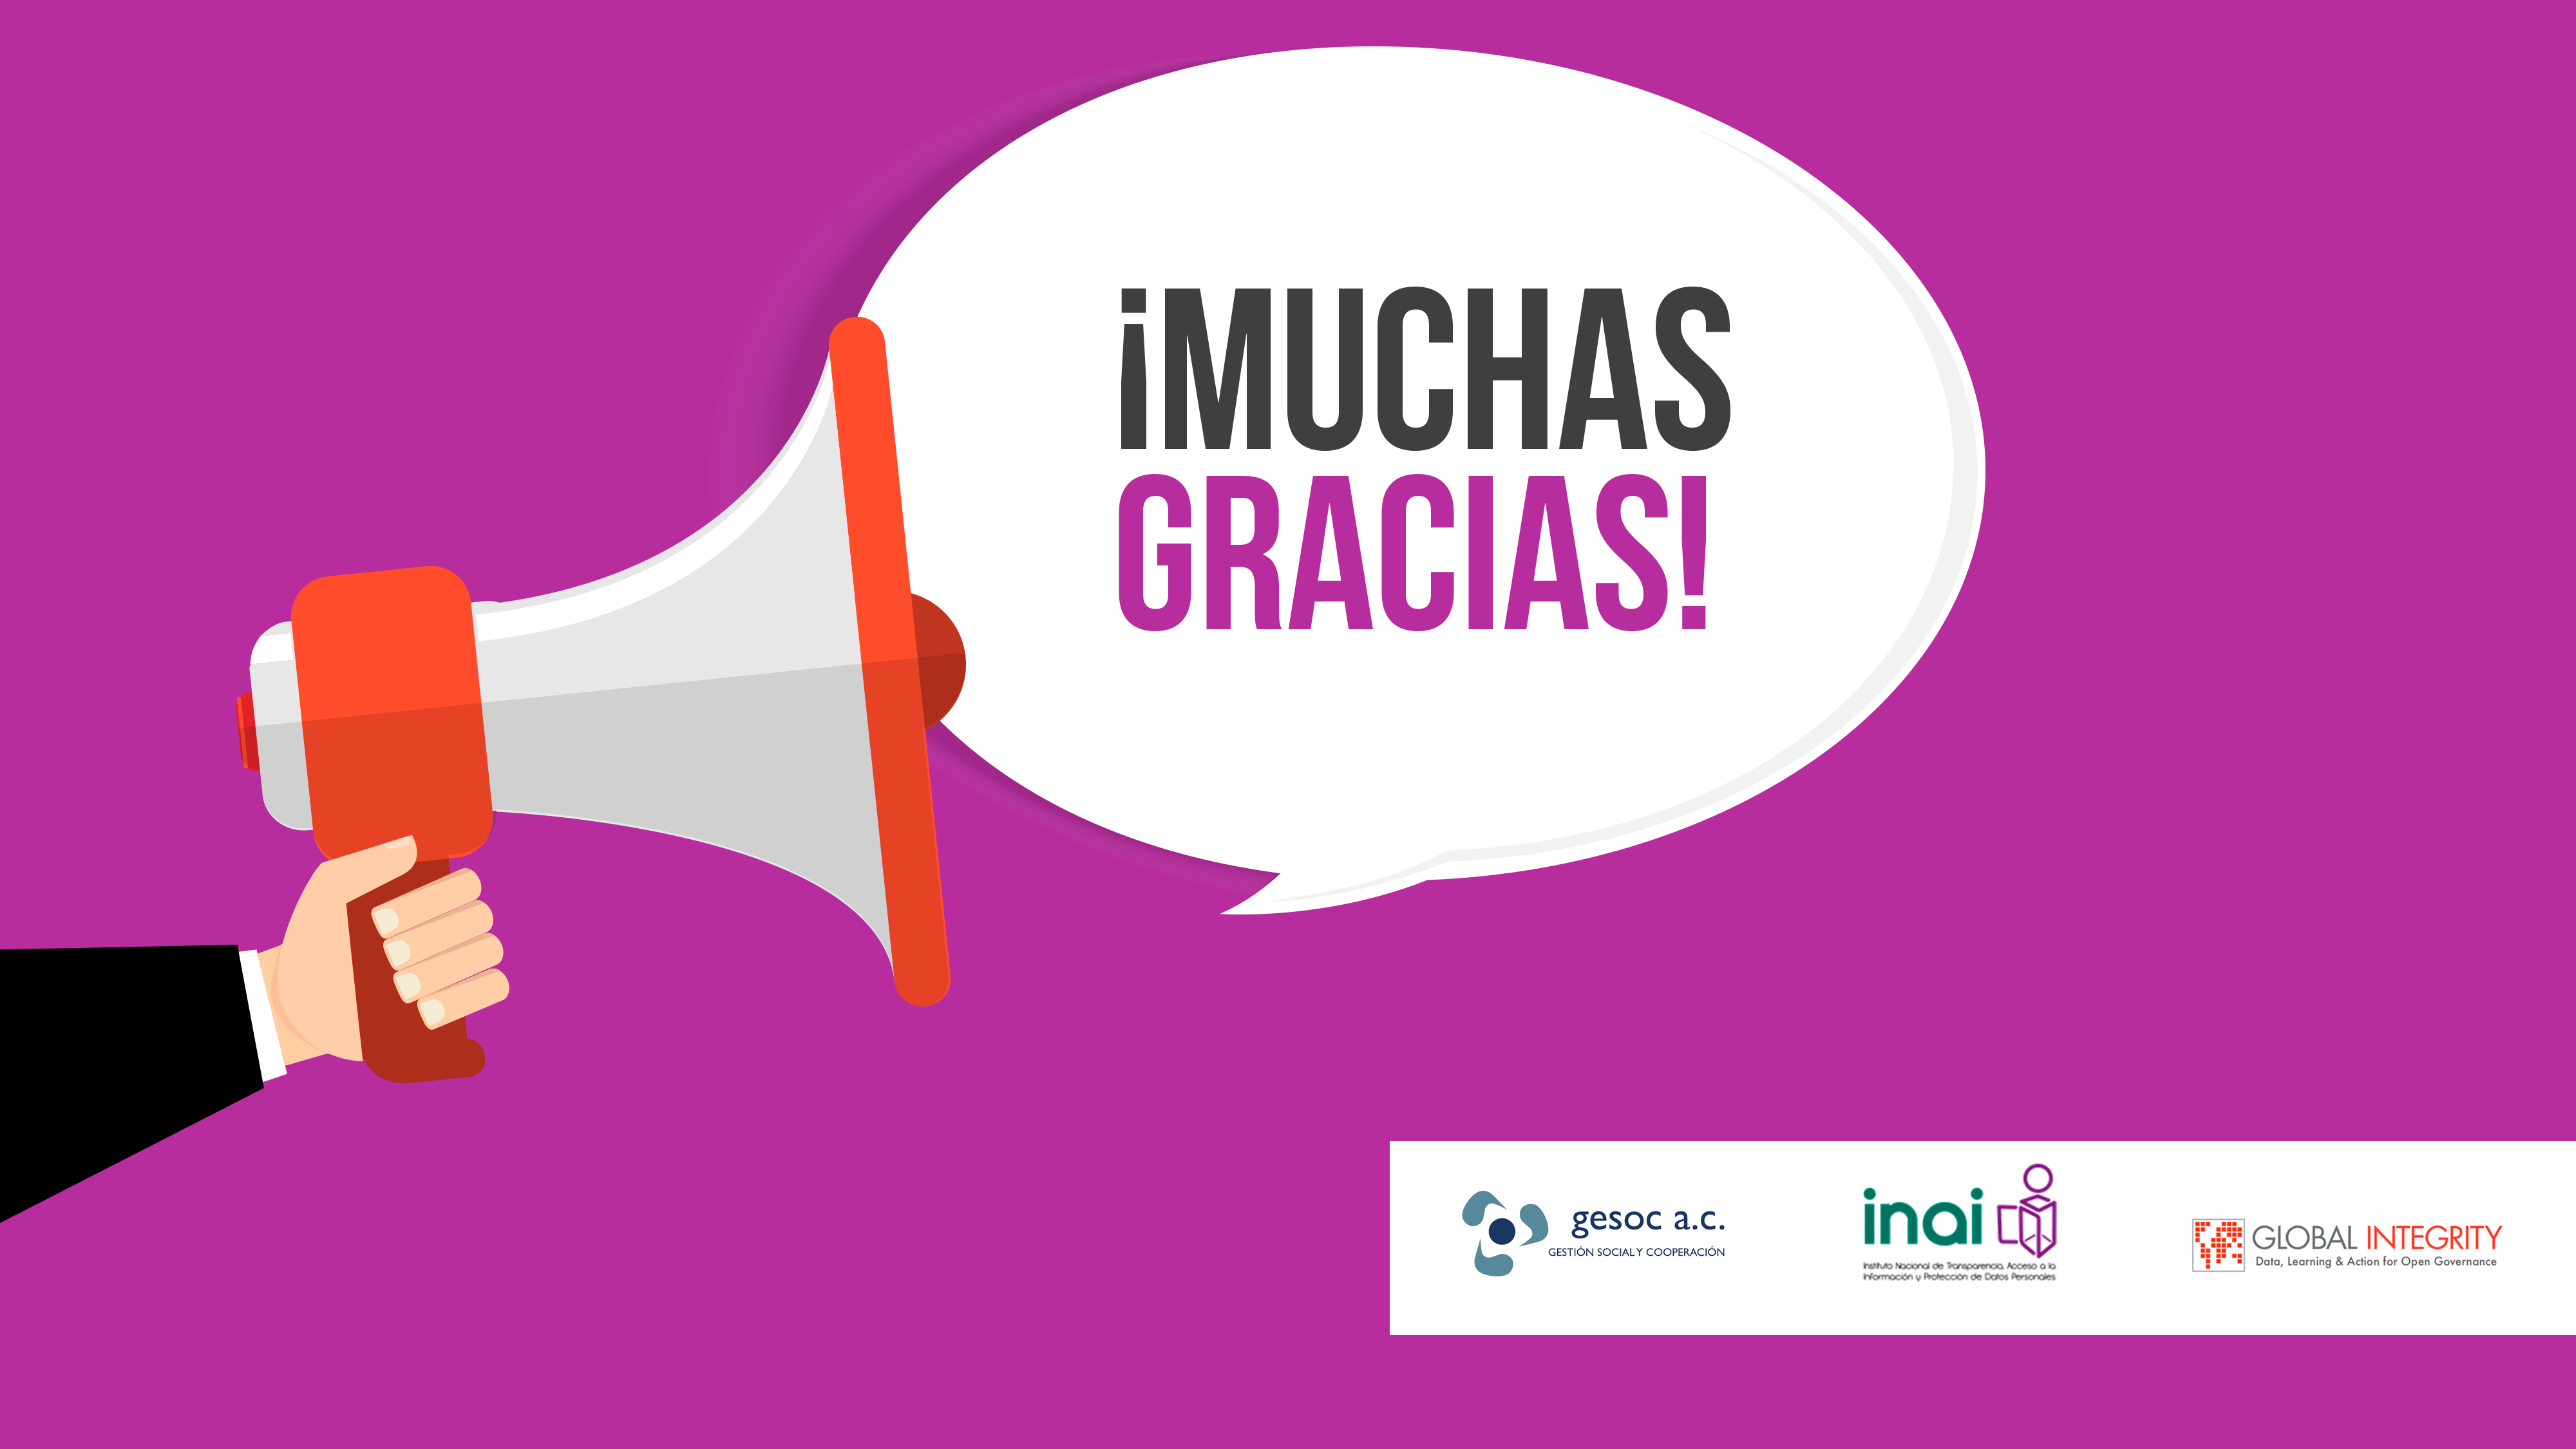 ¡MUCHAS
GRACIAS!
gesoc a.c.
GESTIÓN SOCIAL Y COOPERACIÓN
inai
Instituto Nacional de Transparencia, Acceso a la
Información y Protección de Datos Personales
GLOBAL INTEGRITY
Data, Learning & Action for Open Governance